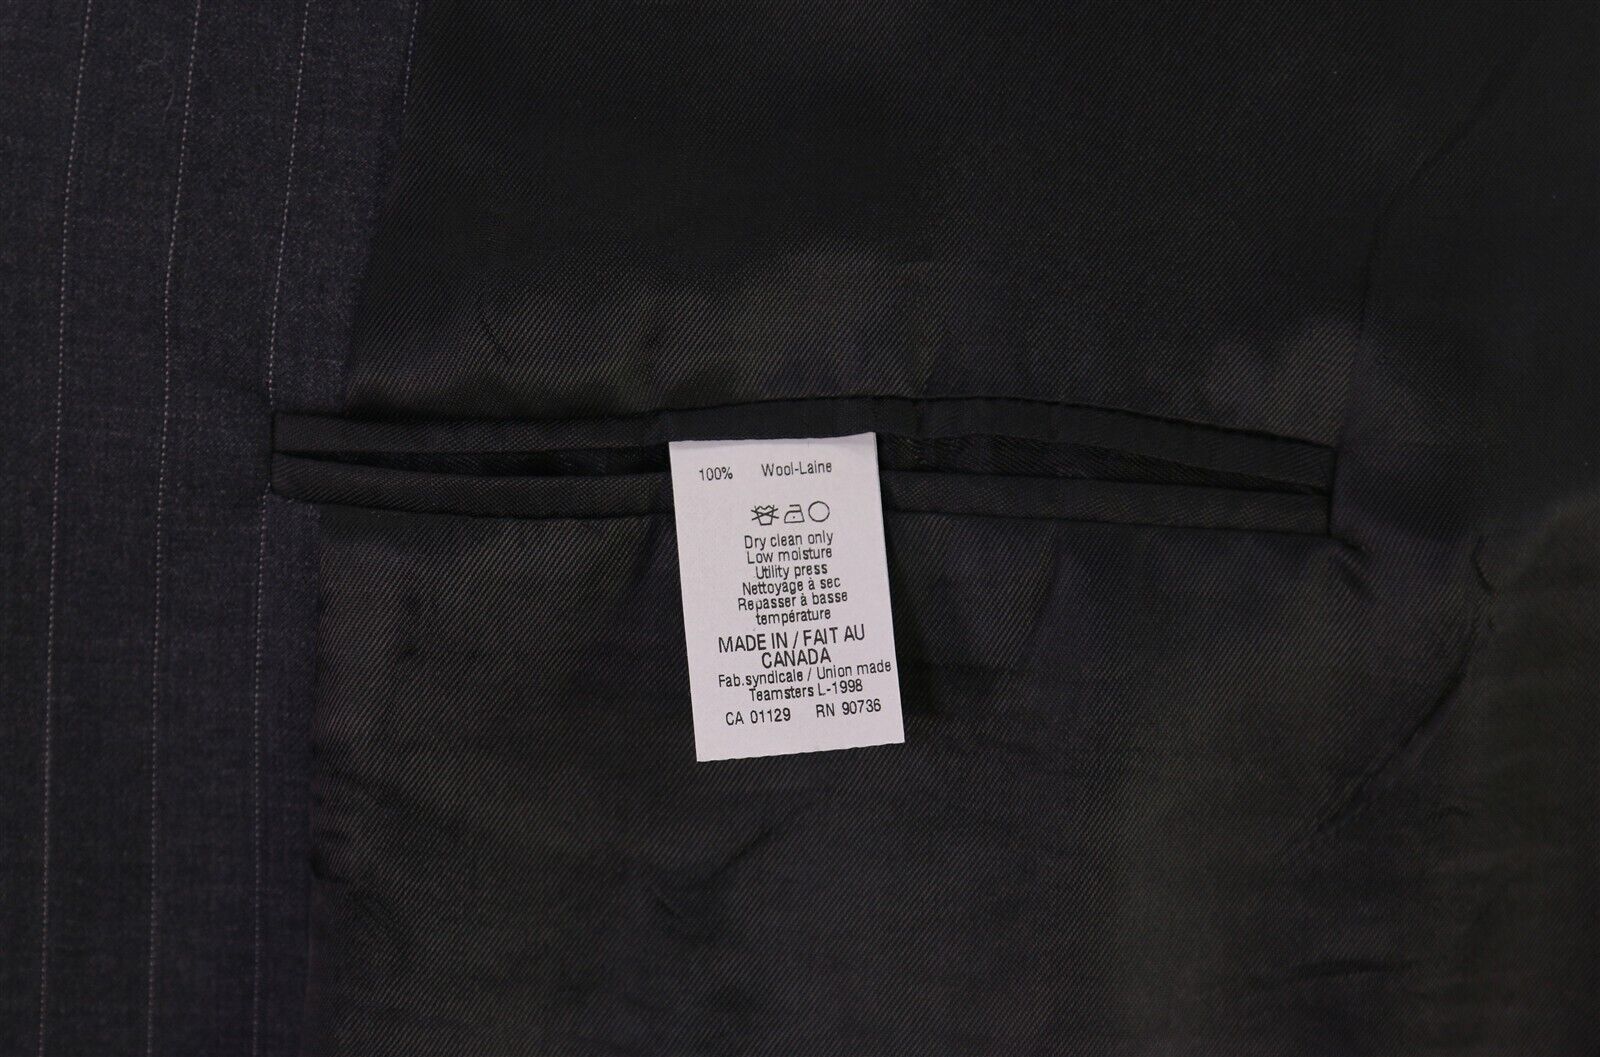 100% Wool-Laine
Dry clean only
Low moisture
Utility press
Nettoyage à sec
Repasser à basse
température
MADE IN / FAIT AU
CANADA
Fab.syndicale / Union made
Teamsters L-1998
CA 01129 RN 90736